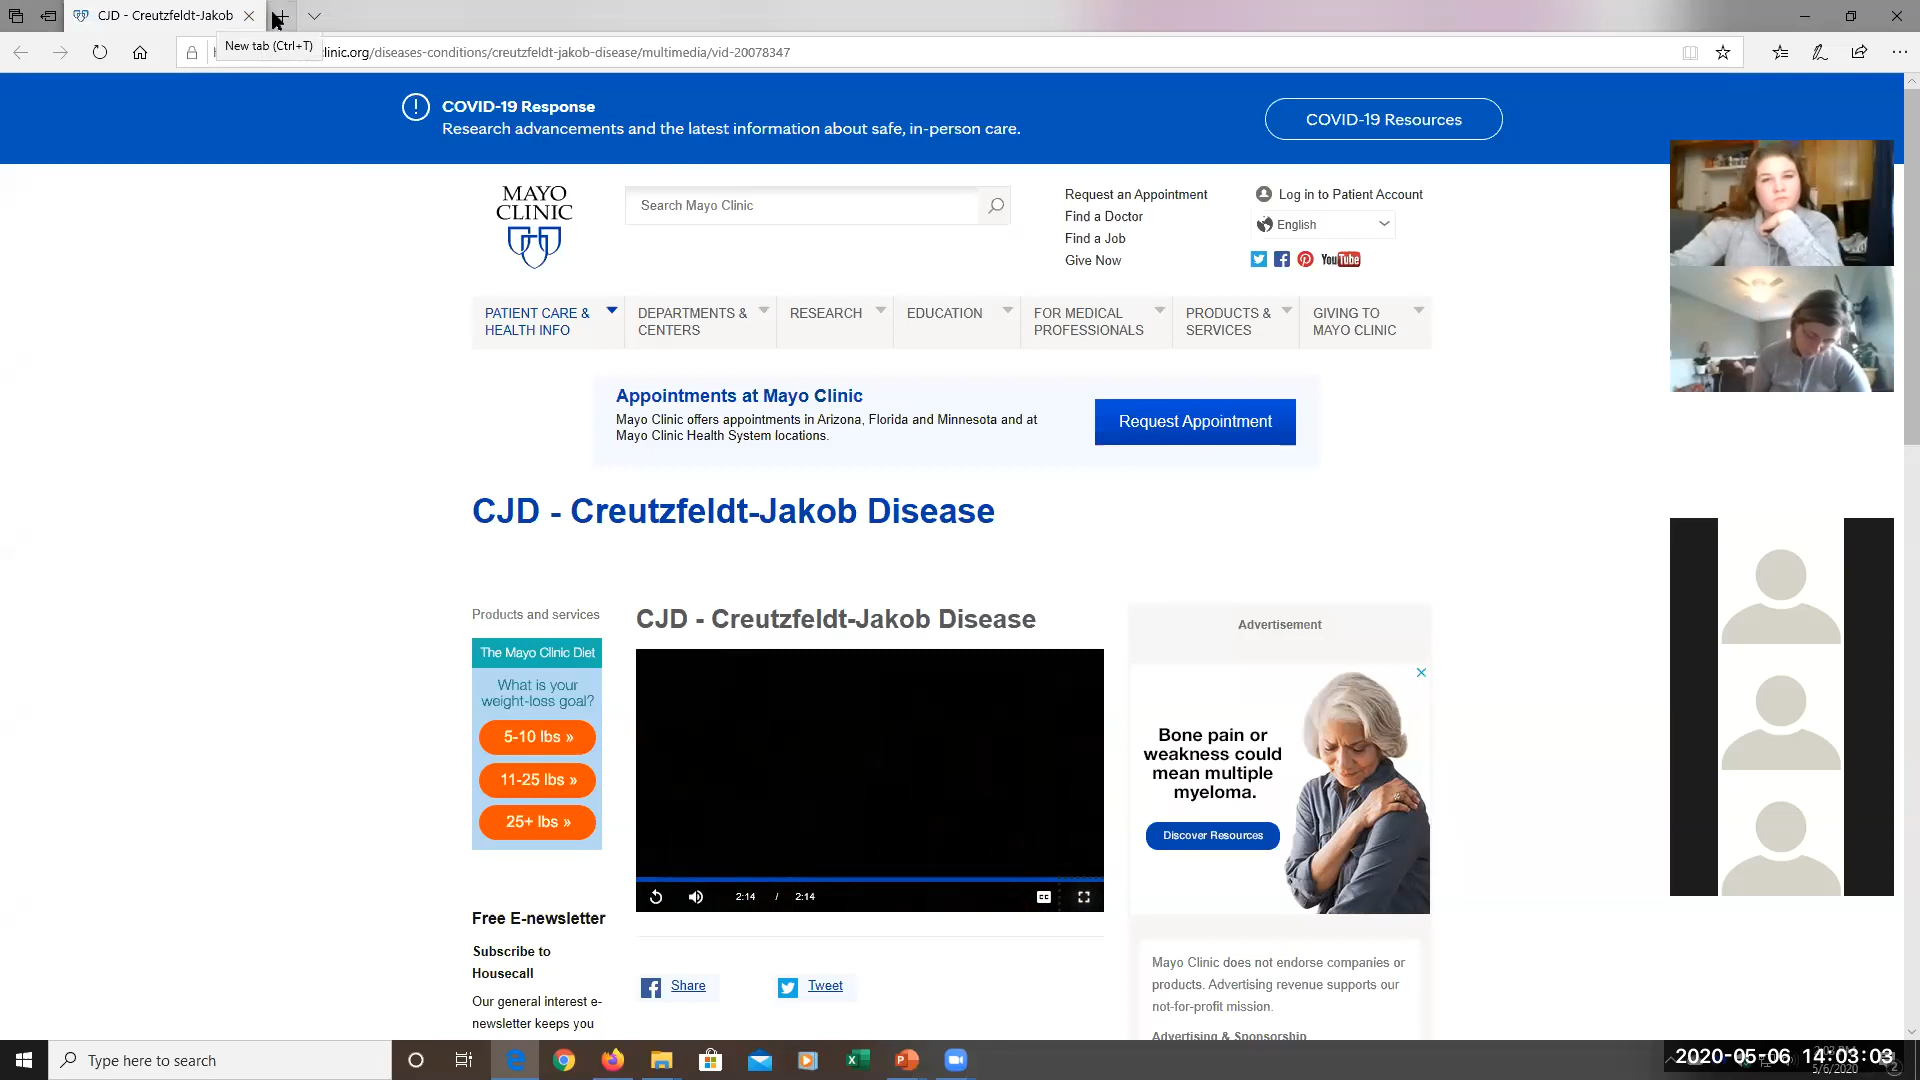 CJD - Creutzfeldt-Jakob
New tab (Ctrl+T)
linic.org/diseases-conditions/creutzfeldt-jakob-disease/multimedia/vid-20078347
COVID-19 Response
Research advancements and the latest information about safe, in-person care.
COVID-19 Resources
MAYO
CLINIC
Search Mayo Clinic
Request an Appointment
Find a Doctor
Find a Job
Give Now
Log in to Patient Account
English
YouTube
PATIENT CARE &
HEALTH INFO
DEPARTMENTS &
CENTERS
RESEARCH
EDUCATION
FOR MEDICAL
PROFESSIONALS
PRODUCTS &
SERVICES
GIVING TO
MAYO CLINIC
Appointments at Mayo Clinic
Mayo Clinic offers appointments in Arizona, Florida and Minnesota and at
Mayo Clinic Health System locations.
Request Appointment
CJD - Creutzfeldt-Jakob Disease
Products and services
The Mayo Clinic Diet
What is your
weight-loss goal?
5-10 lbs »
11-25 lbs »
25+ lbs »
Free E-newsletter
Subscribe to
Housecall
Our general interest e-
newsletter keeps you
CJD - Creutzfeldt-Jakob Disease
2:14 / 2:14
CC
Share
Tweet
Advertisement
Bone pain or
weakness could
mean multiple
myeloma.
Discover Resources
Mayo Clinic does not endorse companies or
products. Advertising revenue supports our
not-for-profit mission.
Advertising & Sponsorship
Type here to search
2020-05-06 14:03:03
5/6/2020